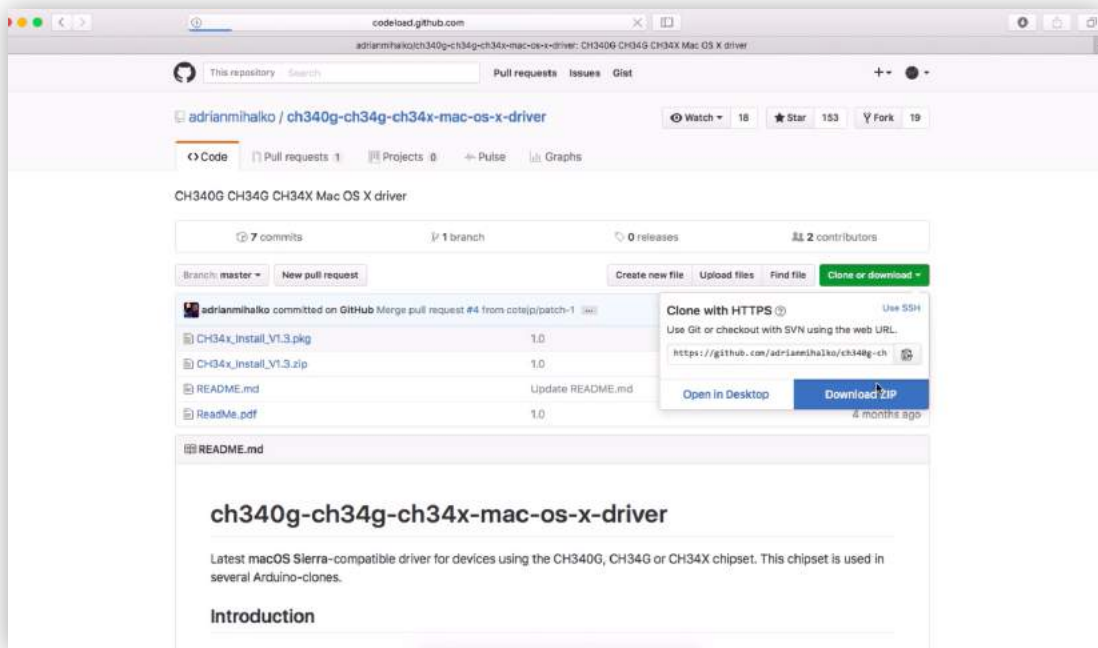 codeload.github.com
adrianmihalko/ch340g-ch34g-ch34x-mac-os-x-driver: CH340G CH34G CH34X Mac OS X driver
This repository Search Pull requests Issues Gist
adrianmihalko / ch340g-ch34g-ch34x-mac-os-x-driver Watch 18 Star 153 Fork 19
Code Pull requests 1 Projects 0 Pulse Graphs
CH340G CH34G CH34X Mac OS X driver
7 commits 1 branch 0 releases 2 contributors
Branch: master New pull request Create new file Upload files Find file Clone or download
adrianmihalko committed on GitHub Merge pull request #4 from cotejp/patch-1 ...
CH34x_Install_V1.3.pkg 1.0
CH34x_Install_V1.3.zip 1.0
README.md Update README.md
ReadMe.pdf 1.0 4 months ago
Clone with HTTPS Use SSH
Use Git or checkout with SVN using the web URL.
https://github.com/adrianmihalko/ch340g-ch
Open in Desktop Download ZIP
README.md
ch340g-ch34g-ch34x-mac-os-x-driver
Latest macOS Sierra-compatible driver for devices using the CH340G, CH34G or CH34X chipset. This chipset is used in
several Arduino-clones.
Introduction